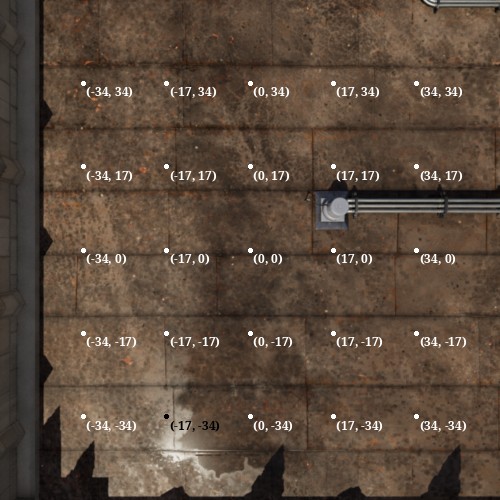 (-34, 34) (-17, 34) (0, 34) (17, 34) (34, 34)
(-34, 17) (-17, 17) (0, 17) (17, 17) (34, 17)
(-34, 0) (-17, 0) (0, 0) (17, 0) (34, 0)
(-34, -17) (-17, -17) (0, -17) (17, -17) (34, -17)
(-34, -34) (-17, -34) (0, -34) (17, -34) (34, -34)